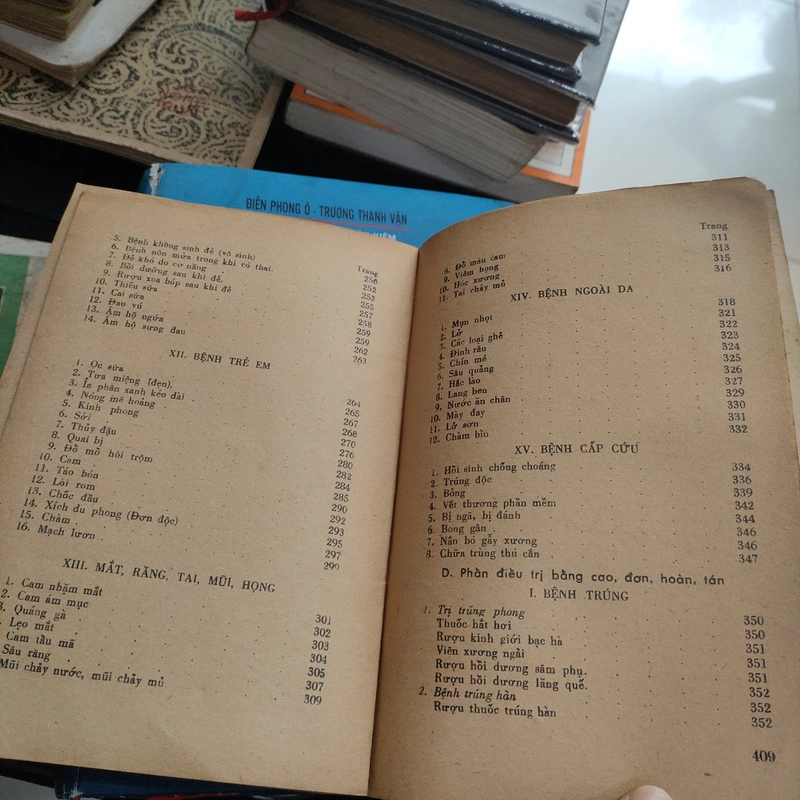 ĐIỀN PHONG Ô - TRƯƠNG THANH VÂN
Trang
5. Bệnh không sinh đẻ (vô sinh) 250
6. Bệnh nôn mửa trong khi có thai. 252
7. Đẻ khó do cơ năng 253
8. Bồi dưỡng sau khi đẻ. 255
9. Rượu xoa bóp sau khi đẻ 257
10. Thiếu sữa 258
11. Cai sữa 259
12. Đau vú 259
13. Âm hộ ngứa 262
14. Âm hộ sưng đau 263
XII. BỆNH TRẺ EM
1. Ọc sữa 264
2. Tưa miệng (đẹn). 265
3. Ỉa phân xanh kéo dài 267
4. Nóng mê hoảng 268
5. Kinh phong 270
6. Sởi 276
7. Thủy đậu 280
8. Quai bị 282
9. Đổ mồ hôi trộm 284
10. Cam 285
11. Táo bón 290
12. Lòi rom 292
13. Chốc đầu 293
14. Xích du phong (Đơn độc) 295
15. Chàm 297
16. Mạch lươn 299
XIII. MẮT, RĂNG, TAI, MŨI, HỌNG
1. Cam nhặm mắt 301
2. Cam ám mục 302
3. Quáng gà 303
Lẹo mắt 304
Cam tẩu mã 305
Sâu răng 307
Mũi chảy nước, mũi chảy mủ 309
Trang
8. Đổ máu cam 311
9. Viêm họng 313
10. Hóc xương 315
11. Tai chảy mủ 316
XIV. BỆNH NGOÀI DA
1. Mụn nhọt 318
2. Lở 321
3. Các loại ghẻ 322
4. Đinh râu 323
5. Chín mé 324
6. Sâu quảng 325
7. Hắc lào 326
8. Lang ben 327
9. Nước ăn chân 329
10. Mày đay 330
11. Lở sơn 331
12. Chàm bìu 332
XV. BỆNH CẤP CỨU
1. Hồi sinh chống choáng 334
2. Trúng độc 336
3. Bỏng 339
4. Vết thương phần mềm 342
5. Bị ngã, bị đánh 344
6. Bong gân 346
7. Nắn bó gẫy xương 346
8. Chữa trùng thú cắn 347
D. Phần điều trị bằng cao, đơn, hoàn, tán
I. BỆNH TRÚNG
1. Trị trúng phong 350
Thuốc hắt hơi 350
Rượu kinh giới bạc hà 351
Viên xương ngải 351
Rượu hồi dương sâm phụ. 351
Rượu hồi dương lăng quế. 352
2. Bệnh trúng hàn 352
Rượu thuốc trúng hàn 352
409